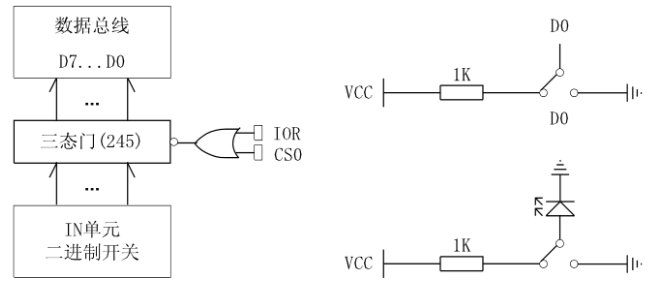 数据总线
D7...D0
...
三态门(245)
IOR
CS0
...
IN单元
二进制开关
D0
1K
VCC
D0
1K
VCC